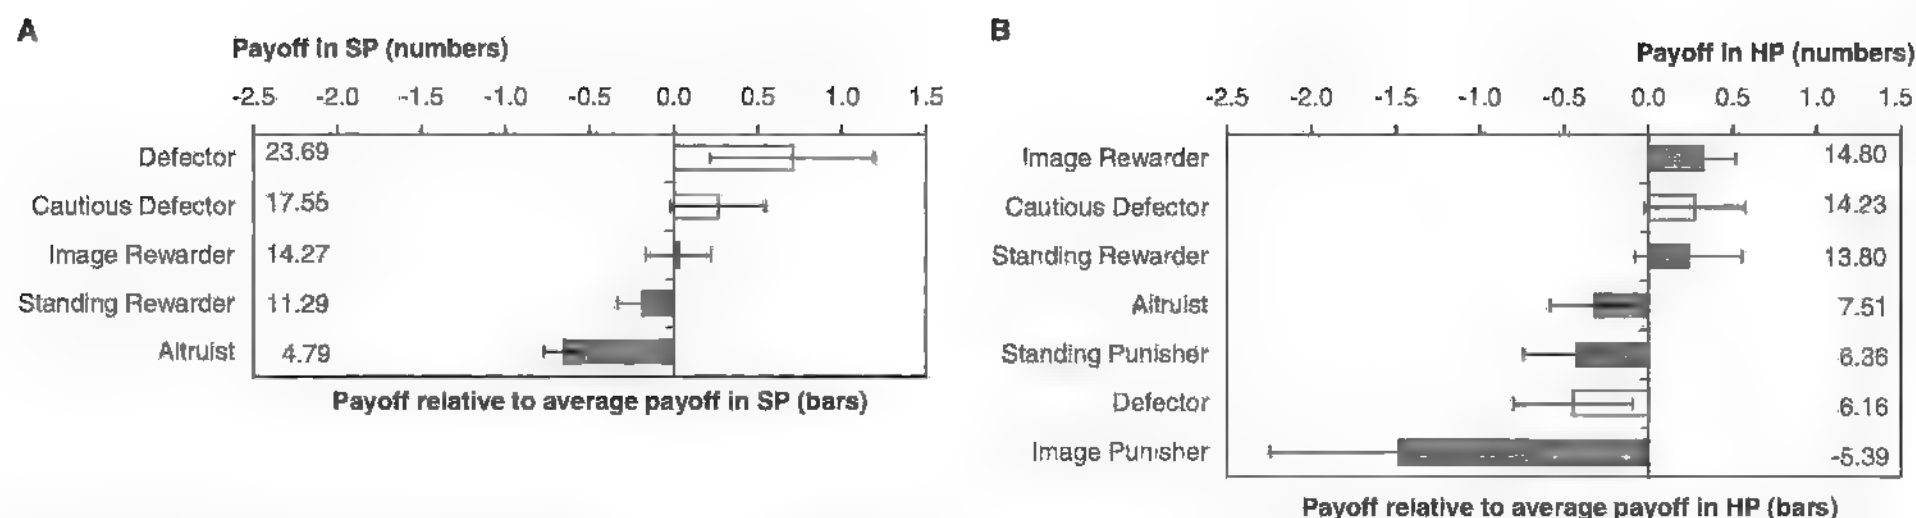 A
Payoff in SP (numbers)
-2.5 -2.0 -1.5 -1.0 -0.5 0.0 0.5 1.0 1.5
Defector 23.69
Cautious Defector 17.55
Image Rewarder 14.27
Standing Rewarder 11.29
Altruist 4.79
Payoff relative to average payoff in SP (bars)
B
Payoff in HP (numbers)
-2.5 -2.0 -1.5 -1.0 -0.5 0.0 0.5 1.0 1.5
Image Rewarder 14.80
Cautious Defector 14.23
Standing Rewarder 13.80
Altruist 7.51
Standing Punisher 6.36
Defector 6.16
Image Punisher -5.39
Payoff relative to average payoff in HP (bars)